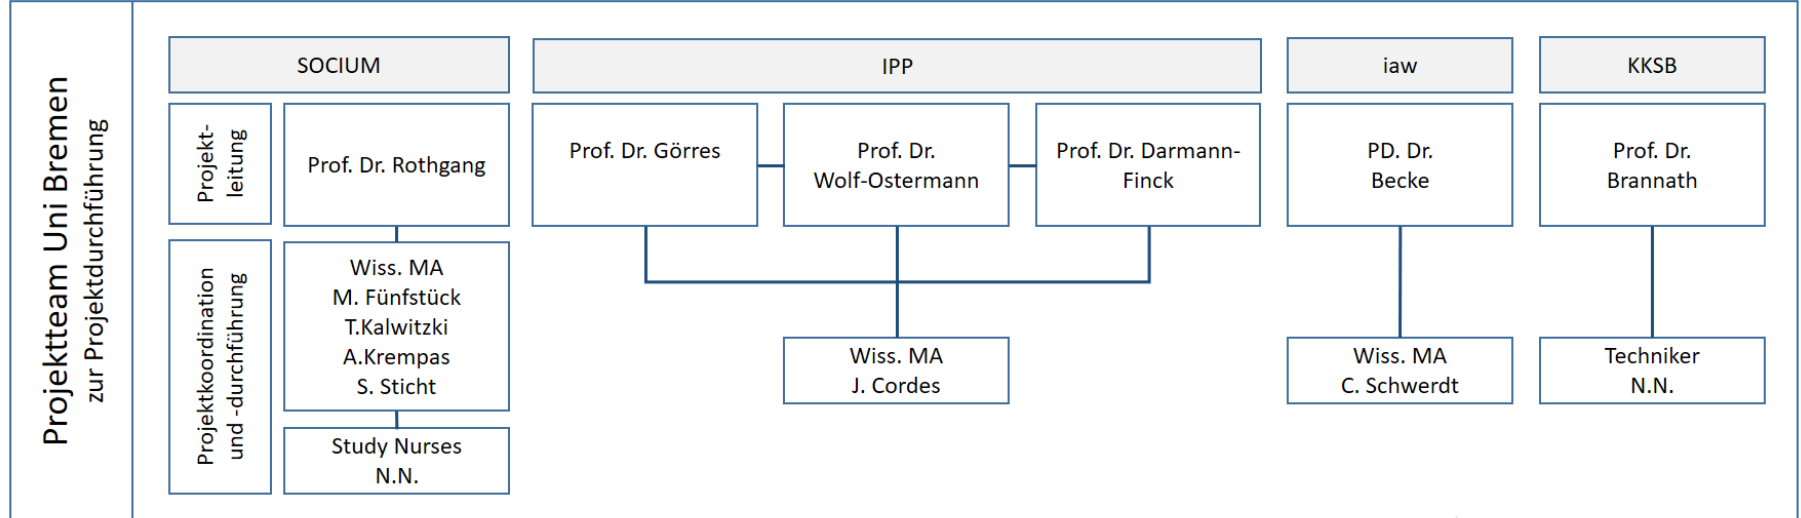 Projektteam Uni Bremen
zur Projektdurchführung
SOCIUM
Projekt-
leitung
Prof. Dr. Rothgang
Projektkoordination
und -durchführung
Wiss. MA
M. Fünfstück
T.Kalwitzki
A.Krempas
S. Sticht
Study Nurses
N.N.
IPP
Prof. Dr. Görres
Prof. Dr.
Wolf-Ostermann
Prof. Dr. Darmann-
Finck
Wiss. MA
J. Cordes
iaw
PD. Dr.
Becke
Wiss. MA
C. Schwerdt
KKSB
Prof. Dr.
Brannath
Techniker
N.N.